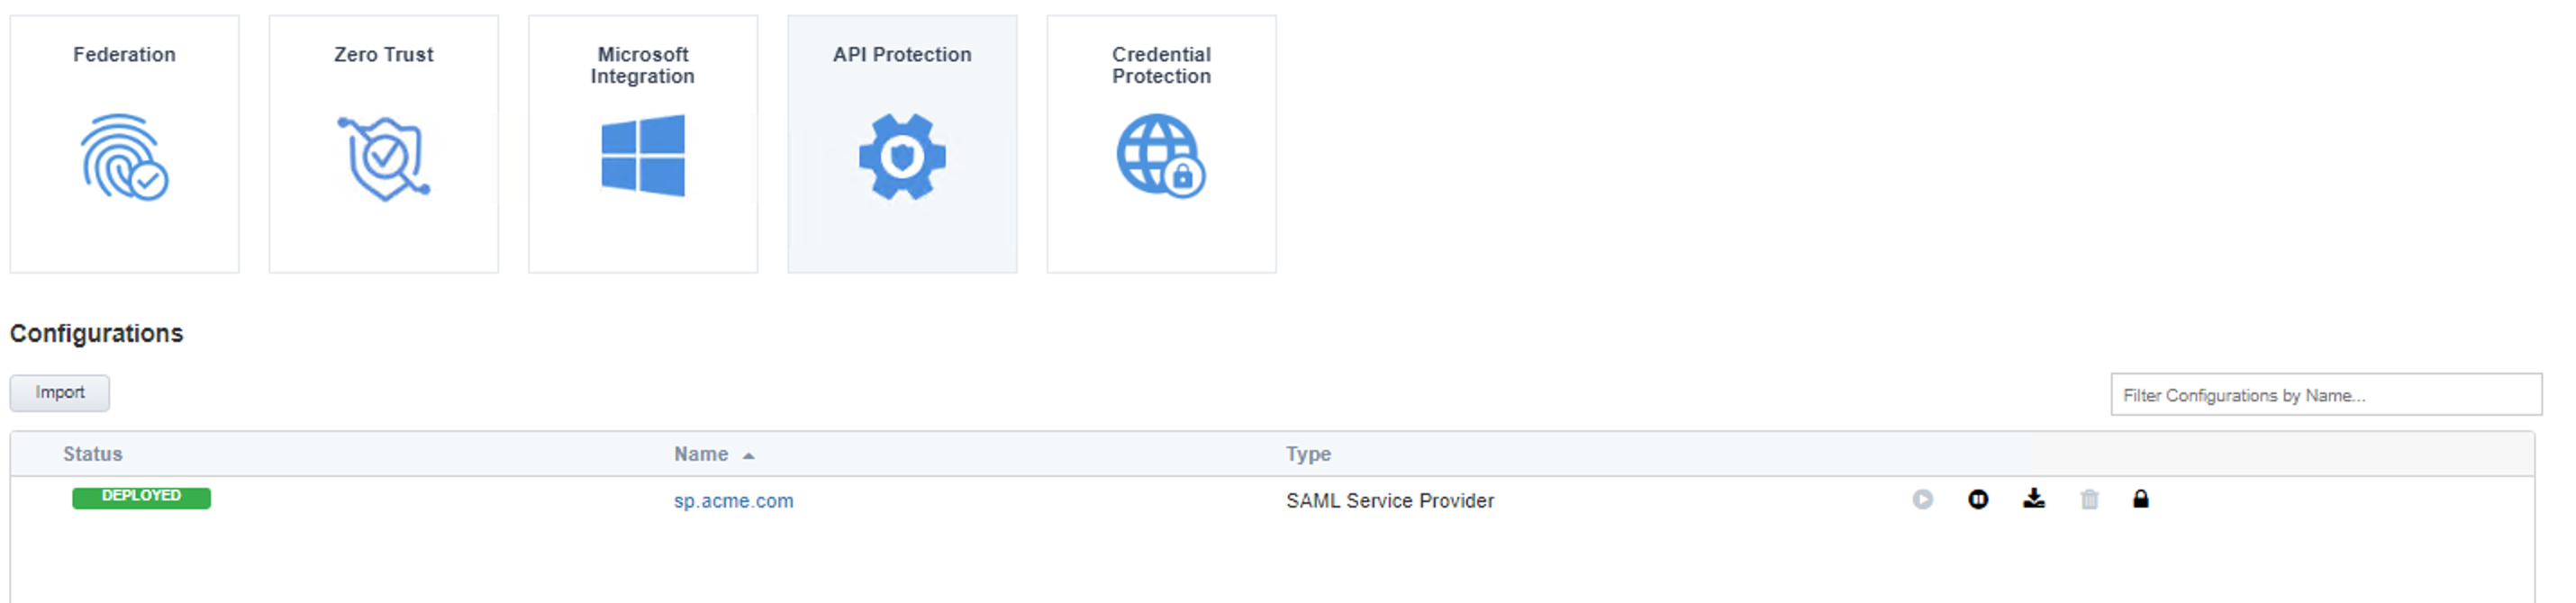 Federation
Zero Trust
Microsoft
Integration
API Protection
Credential
Protection
Configurations
Import
Filter Configurations by Name...
Status Name Type
DEPLOYED sp.acme.com SAML Service Provider